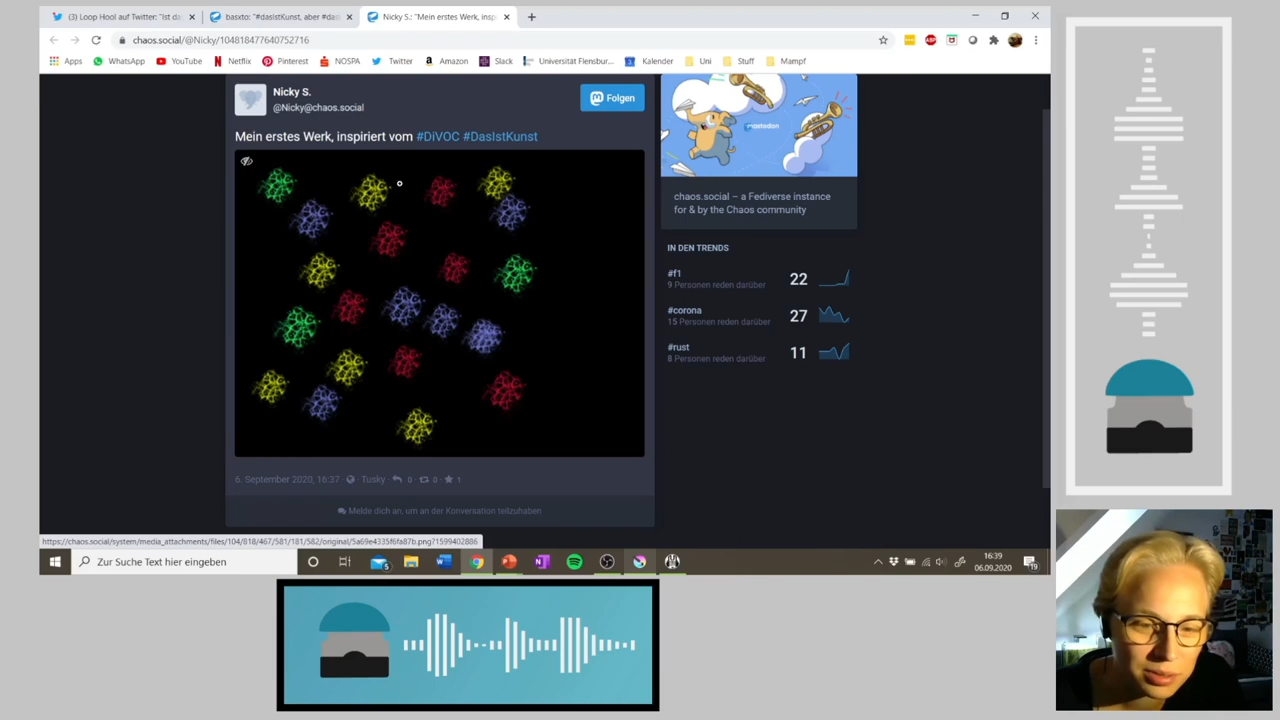 Loop Hool auf Twitter: "Ist da
basxto: "#dasIstKunst, aber #das
Nicky S.: "Mein erstes Werk, insp
chaos.social/@Nicky/104818477640752716
Apps WhatsApp YouTube Netflix Pinterest NOSPA Twitter Amazon Slack Universität Flensbur... Kalender Uni Stuff Mampf
Nicky S.
@Nicky@chaos.social
Folgen
Mein erstes Werk, inspiriert vom #DiVOC #DasIstKunst
6. September 2020, 16:37 Tusky 0 0 1
Melde dich an, um an der Konversation teilzuhaben
mastodon
chaos.social – a Fediverse instance
for & by the Chaos community
IN DEN TRENDS
#f1
9 Personen reden darüber
22
#corona
15 Personen reden darüber
27
#rust
8 Personen reden darüber
11
https://chaos.social/system/media_attachments/files/104/818/467/581/181/582/original/5a69e4335f6fa87b.png?1599402886
Zur Suche Text hier eingeben
5
16:39
06.09.2020
19